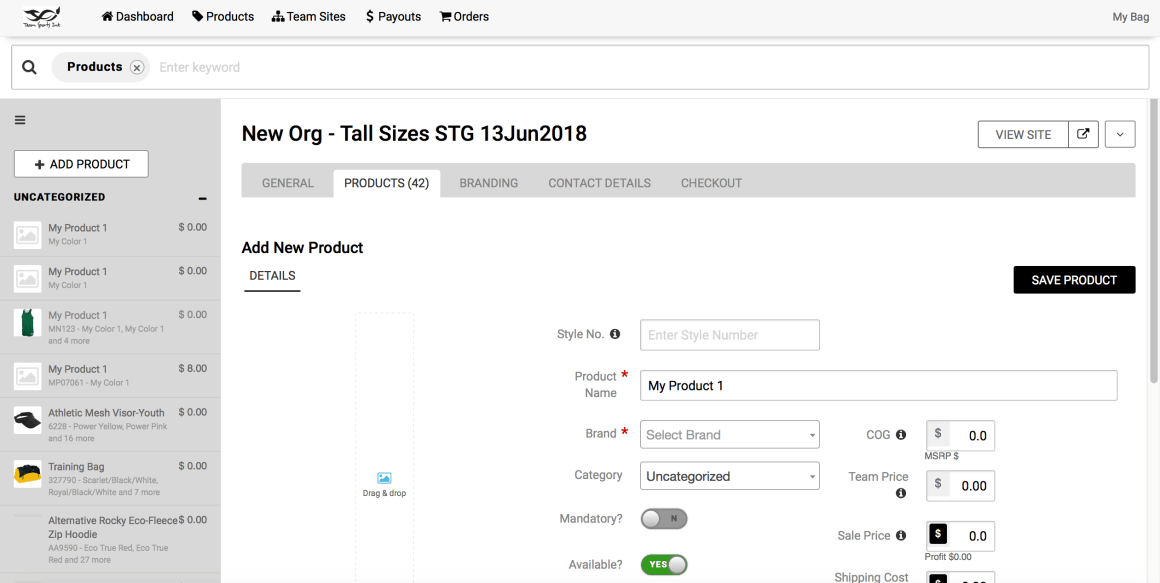 Team Sports Ink
Dashboard Products Team Sites $ Payouts Orders My Bag
Products Enter keyword
New Org - Tall Sizes STG 13Jun2018
VIEW SITE
ADD PRODUCT
GENERAL PRODUCTS (42) BRANDING CONTACT DETAILS CHECKOUT
UNCATEGORIZED
My Product 1 $ 0.00
My Color 1
My Product 1 $ 0.00
My Color 1
My Product 1 $ 0.00
MN123 - My Color 1, My Color 1
and 4 more
My Product 1 $ 8.00
MP07061 - My Color 1
Athletic Mesh Visor-Youth $ 0.00
6228 - Power Yellow, Power Pink
and 16 more
Training Bag $ 0.00
327790 - Scarlet/Black/White,
Royal/Black/White and 7 more
Alternative Rocky Eco-Fleece $ 0.00
Zip Hoodie
AA9590 - Eco True Red, Eco True
Red and 27 more
Add New Product
DETAILS
SAVE PRODUCT
Drag & drop
Style No. Enter Style Number
Product * My Product 1
Name
Brand * Select Brand
COG $ 0.0
MSRP $
Category Uncategorized
Team Price $ 0.00
Mandatory? N
Sale Price $ 0.0
Profit $0.00
Available? YES
Shipping Cost $ 0.00